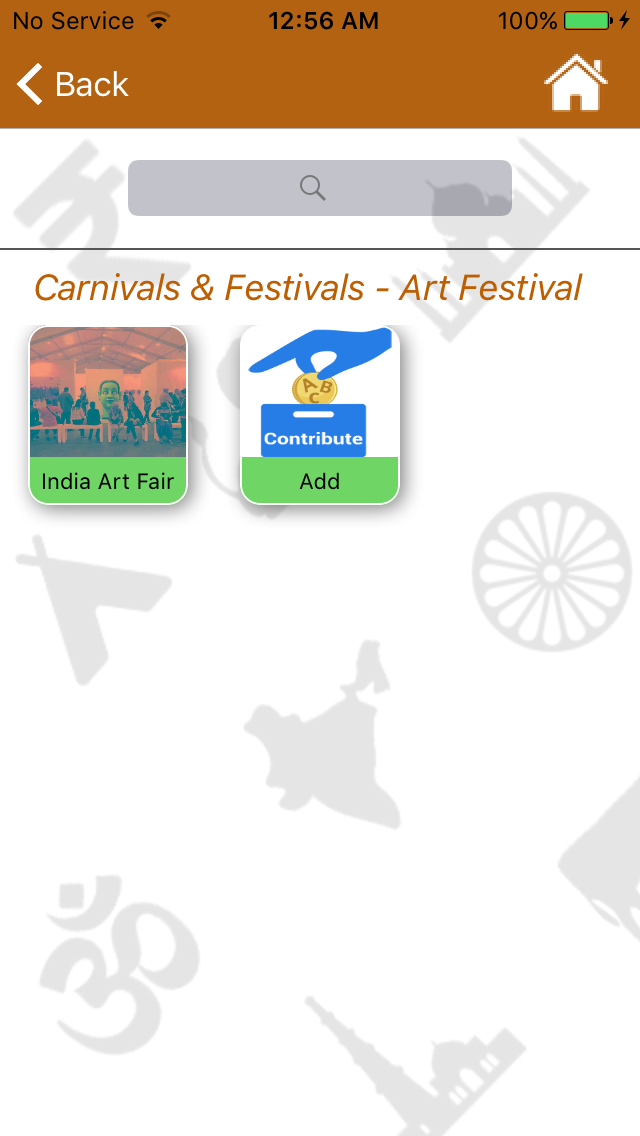 No Service 12:56 AM 100%
Back
Carnivals & Festivals - Art Festival
A B C
Contribute
India Art Fair Add